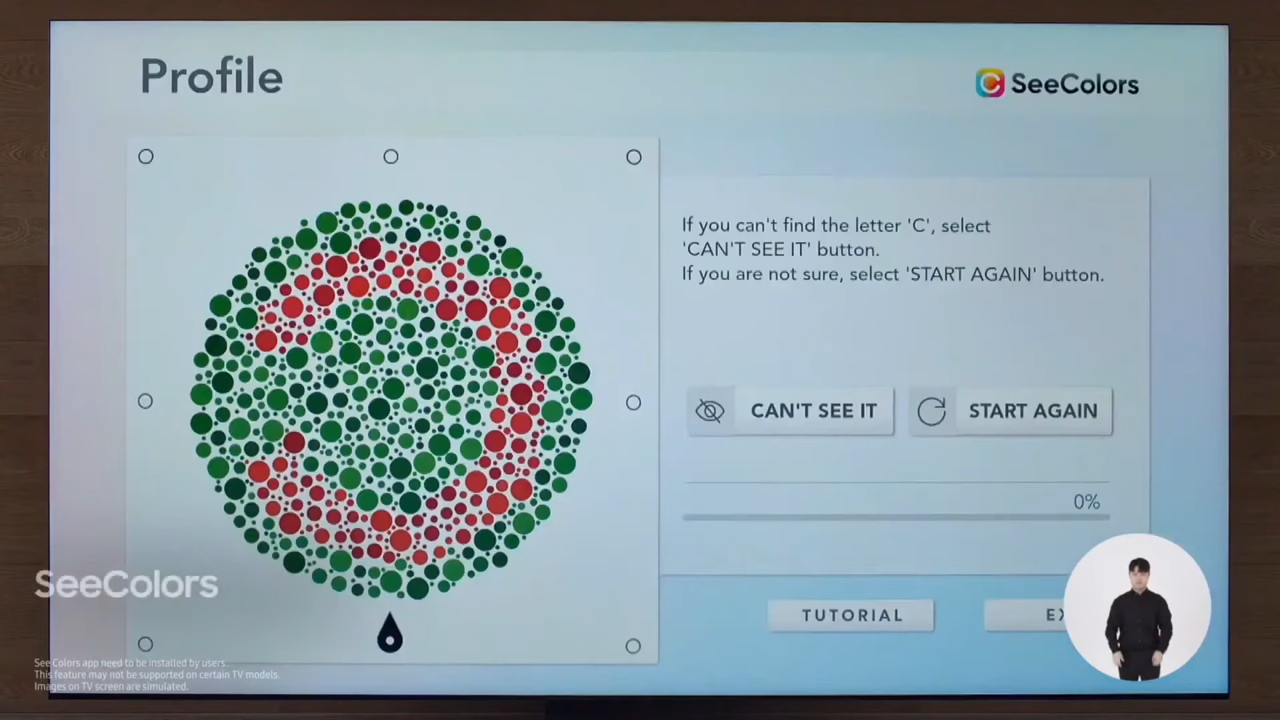 Profile
SeeColors
If you can't find the letter 'C', select
'CAN'T SEE IT' button.
If you are not sure, select 'START AGAIN' button.
CAN'T SEE IT
START AGAIN
0%
TUTORIAL
SeeColors
See Colors app need to be installed by users.
This feature may not be supported on certain TV models.
Images on TV screen are simulated.